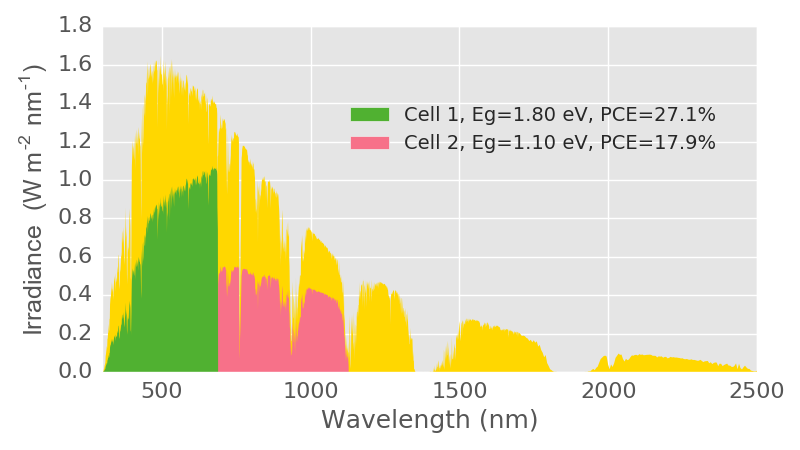 1.8
1.6
1.4
1.2
1.0
0.8
0.6
0.4
0.2
0.0
Irradiance (W m⁻² nm⁻¹)
Cell 1, Eg=1.80 eV, PCE=27.1%
Cell 2, Eg=1.10 eV, PCE=17.9%
500 1000 1500 2000 2500
Wavelength (nm)